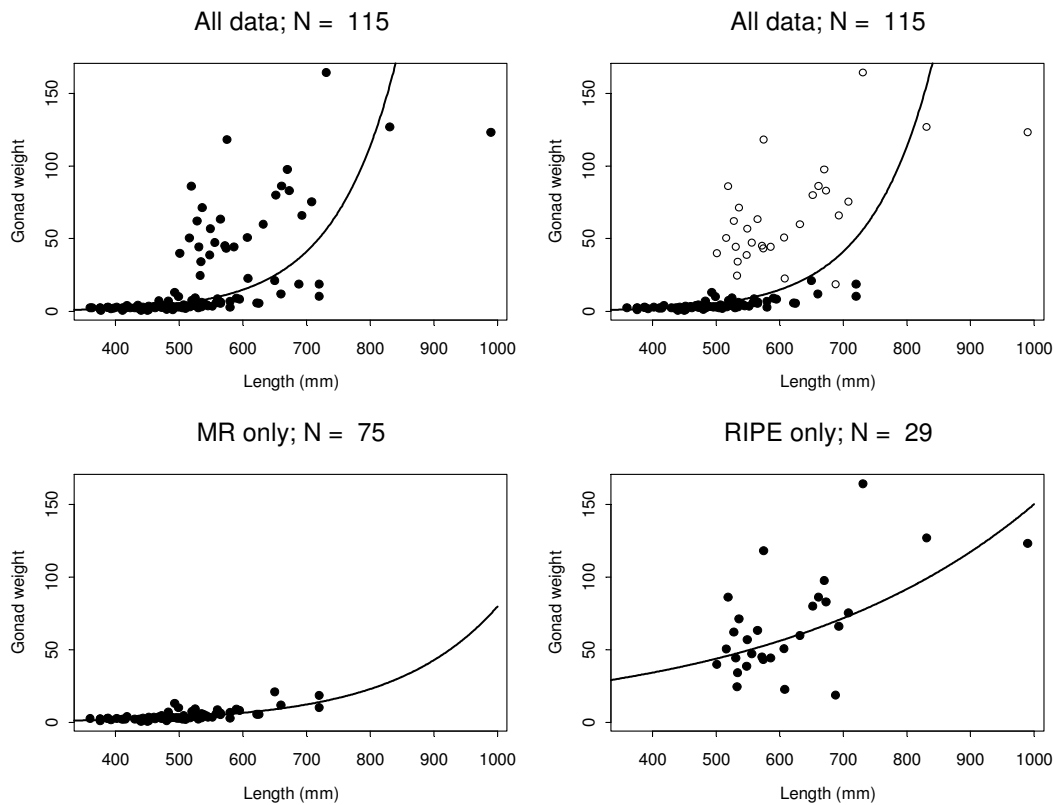 All data; N = 115
All data; N = 115
Gonad weight
150
100
50
0
400 500 600 700 800 900 1000
Length (mm)
Gonad weight
150
100
50
0
400 500 600 700 800 900 1000
Length (mm)
MR only; N = 75
RIPE only; N = 29
Gonad weight
150
100
50
0
400 500 600 700 800 900 1000
Length (mm)
Gonad weight
150
100
50
0
400 500 600 700 800 900 1000
Length (mm)